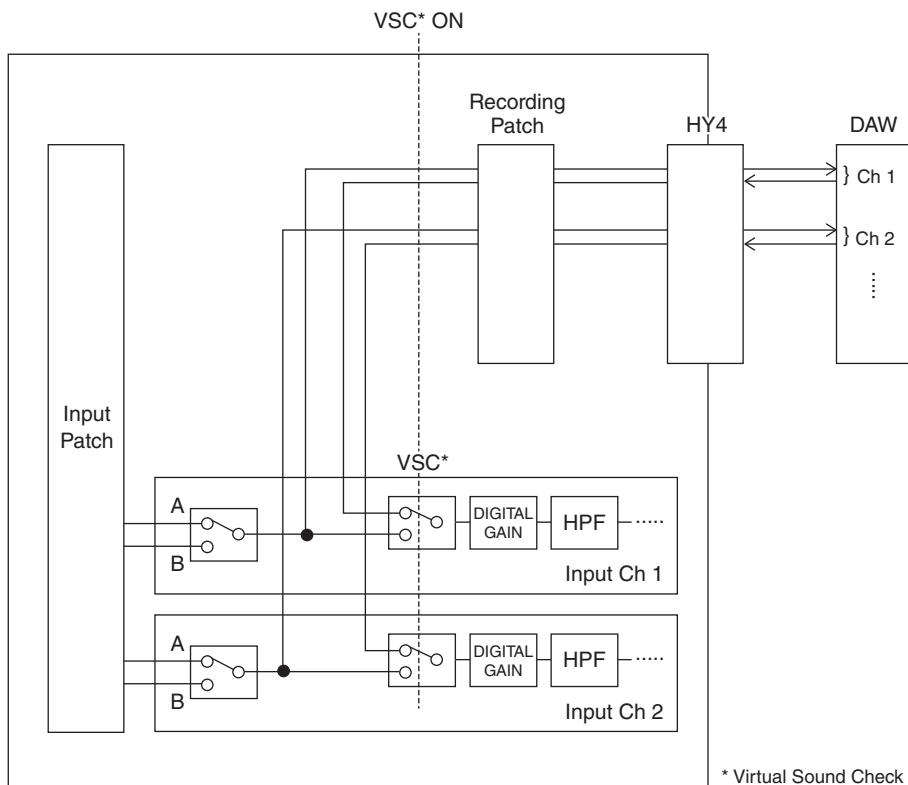 VSC* ON
Recording
Patch
HY4
DAW
} Ch 1
} Ch 2
.....
Input
Patch
VSC*
A
B
DIGITAL
GAIN
HPF
.....
Input Ch 1
A
B
DIGITAL
GAIN
HPF
.....
Input Ch 2
* Virtual Sound Check